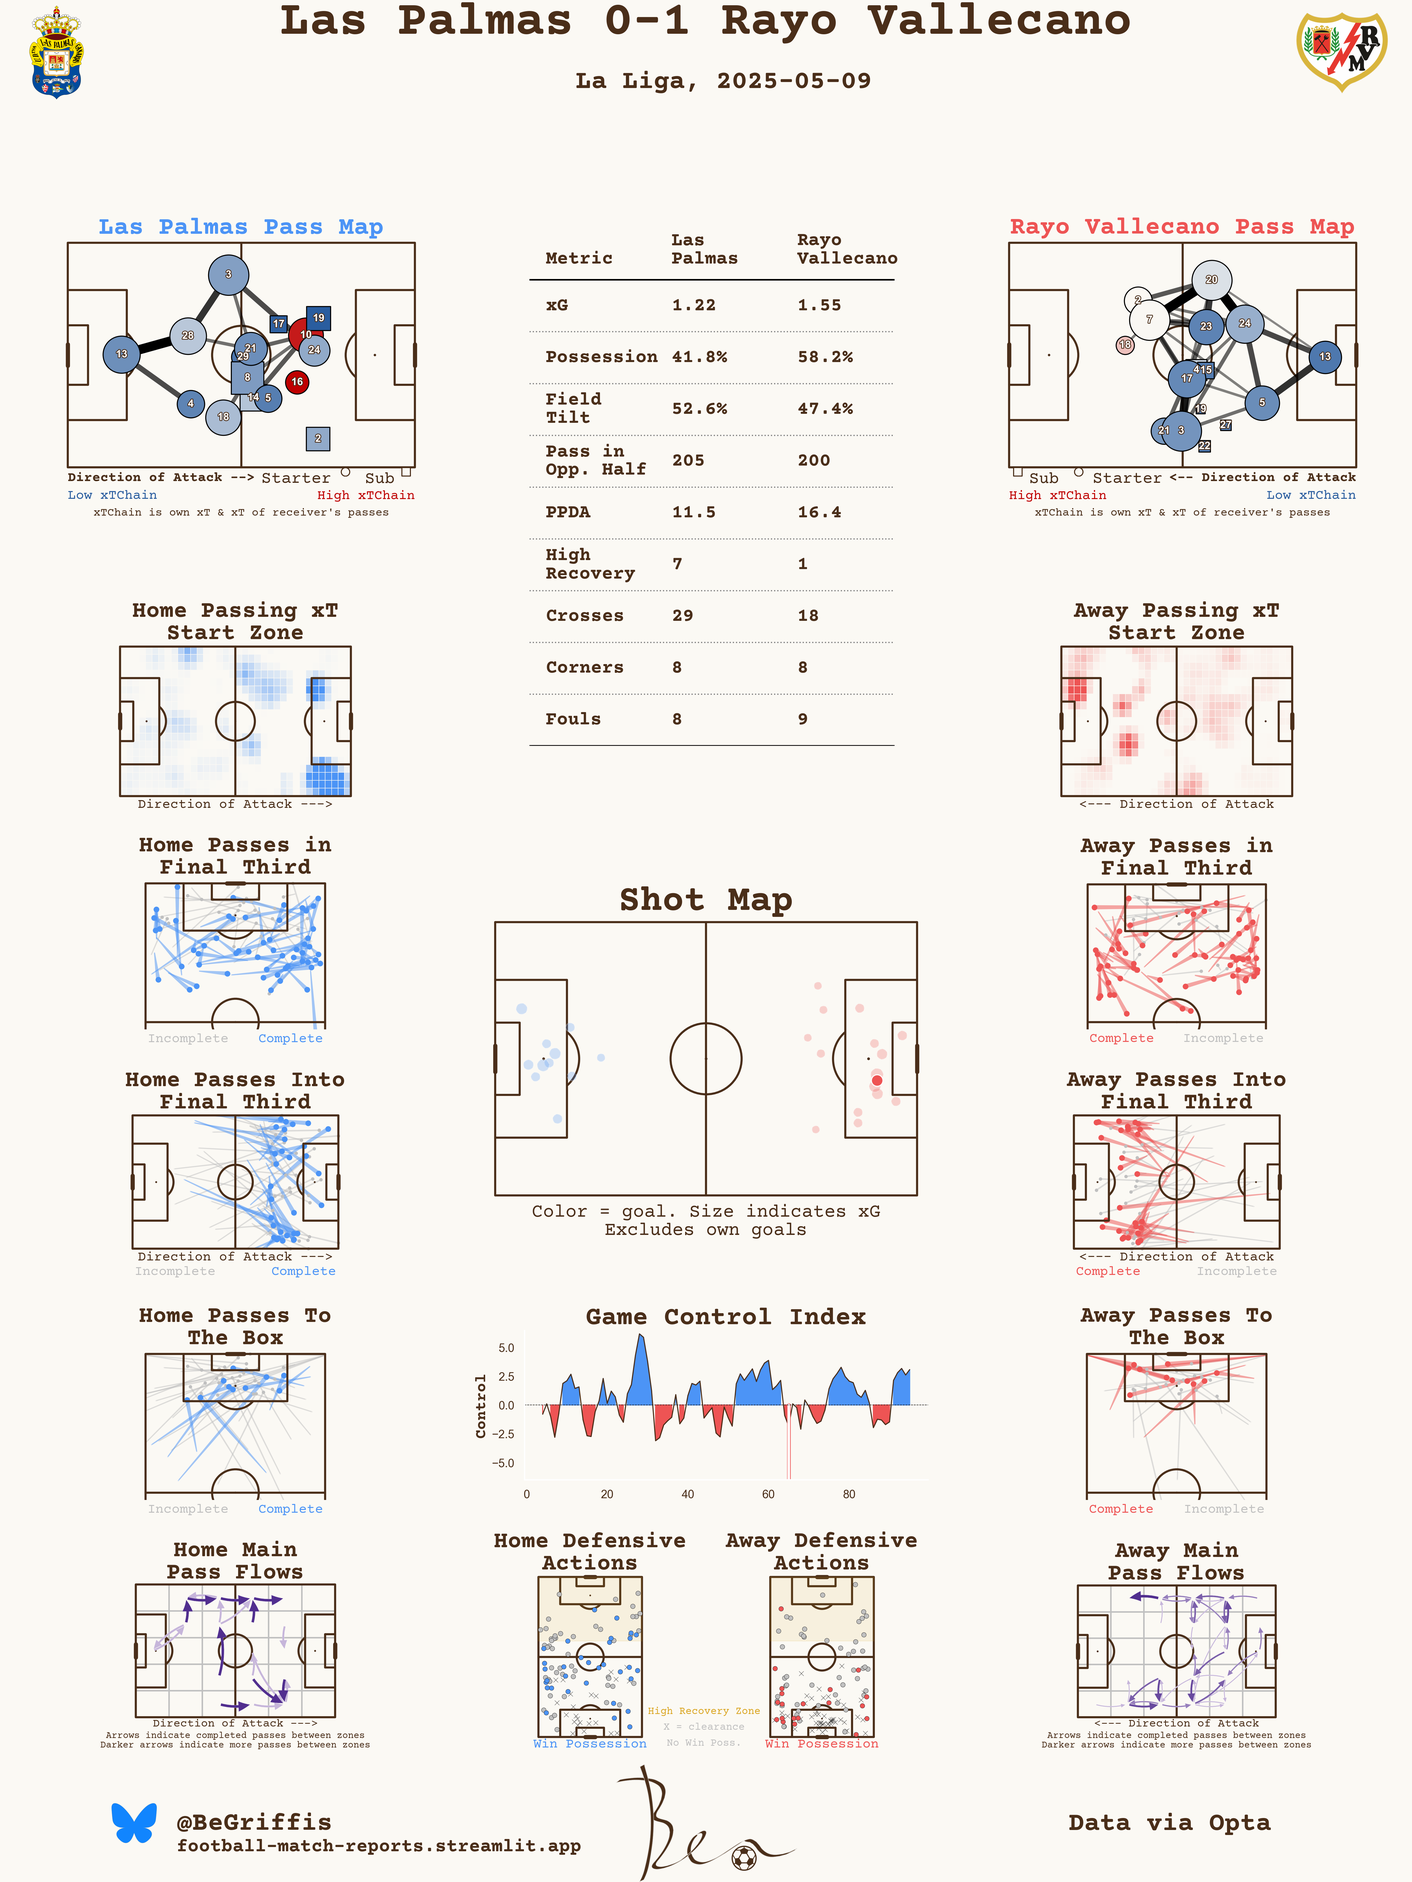 Las Palmas 0-1 Rayo Vallecano
La Liga, 2025-05-09
Las Palmas Pass Map
3
19
17
10
28
21
24
13
29
8
16
4
14
5
18
2
Direction of Attack --> Starter Sub
Low xTChain High xTChain
xTChain is own xT & xT of receiver's passes
Metric Las Palmas Rayo Vallecano
xG 1.22 1.55
Possession 41.8% 58.2%
Field Tilt 52.6% 47.4%
Pass in Opp. Half 205 200
PPDA 11.5 16.4
High Recovery 7 1
Crosses 29 18
Corners 8 8
Fouls 8 9
Rayo Vallecano Pass Map
20
2
7
23
24
18
13
4
15
17
5
19
27
21
3
22
Sub Starter <-- Direction of Attack
High xTChain Low xTChain
xTChain is own xT & xT of receiver's passes
Home Passing xT
Start Zone
Direction of Attack --->
Away Passing xT
Start Zone
<--- Direction of Attack
Home Passes in
Final Third
Incomplete Complete
Away Passes in
Final Third
Complete Incomplete
Shot Map
Color = goal. Size indicates xG
Excludes own goals
Home Passes Into
Final Third
Direction of Attack --->
Incomplete Complete
Away Passes Into
Final Third
<--- Direction of Attack
Complete Incomplete
Home Passes To
The Box
Incomplete Complete
Game Control Index
Control
5.0
2.5
0.0
−2.5
−5.0
0 20 40 60 80
Away Passes To
The Box
Complete Incomplete
Home Main
Pass Flows
Direction of Attack --->
Arrows indicate completed passes between zones
Darker arrows indicate more passes between zones
Home Defensive
Actions
Win Possession
High Recovery Zone
X = clearance
No Win Poss.
Away Defensive
Actions
Win Possession
Away Main
Pass Flows
<--- Direction of Attack
Arrows indicate completed passes between zones
Darker arrows indicate more passes between zones
@BeGriffis
football-match-reports.streamlit.app
Ben
Data via Opta